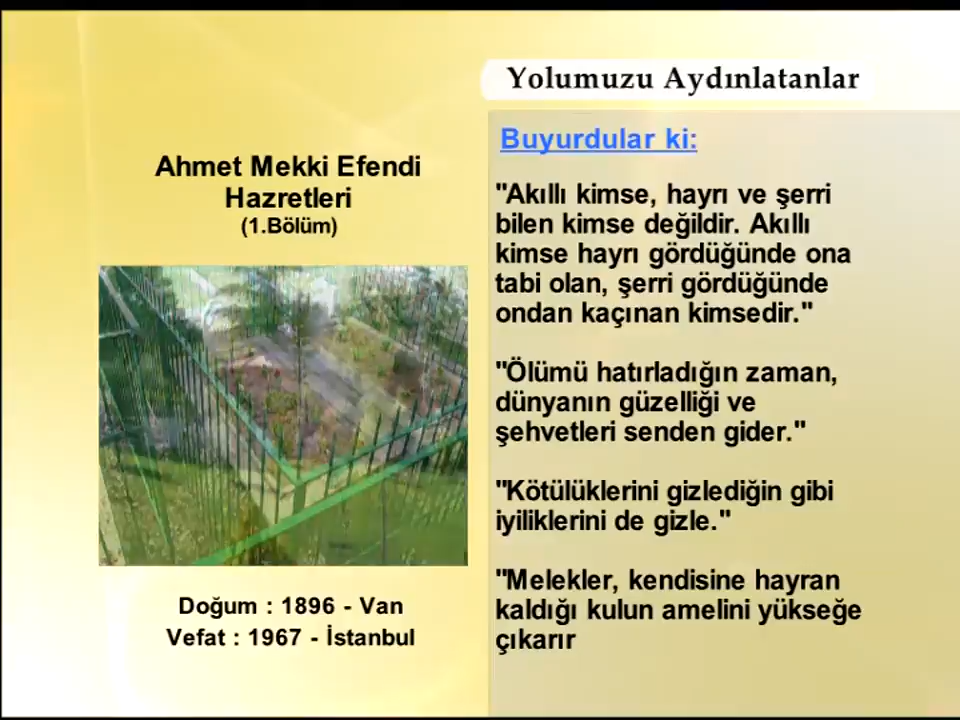 Yolumuzu Aydınlatanlar
Ahmet Mekki Efendi
Hazretleri
(1.Bölüm)
Doğum : 1896 - Van
Vefat : 1967 - İstanbul
Buyurdular ki:
"Akıllı kimse, hayrı ve şerri
bilen kimse değildir. Akıllı
kimse hayrı gördüğünde ona
tabi olan, şerri gördüğünde
ondan kaçınan kimsedir."
"Ölümü hatırladığın zaman,
dünyanın güzelliği ve
şehvetleri senden gider."
"Kötülüklerini gizlediğin gibi
iyiliklerini de gizle."
"Melekler, kendisine hayran
kaldığı kulun amelini yükseğe
çıkarır